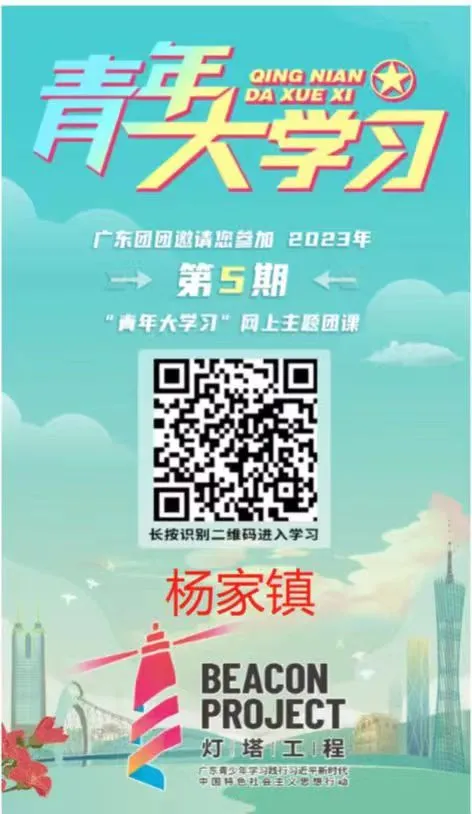 青年
QING NIAN
DA XUE XI
大学习
广东团团邀请您参加 2023年
第5期
“青年大学习”网上主题团课
长按识别二维码进入学习
杨家镇
BEACON
PROJECT
灯塔工程
广东青少年学习践行习近平新时代
中国特色社会主义思想行动